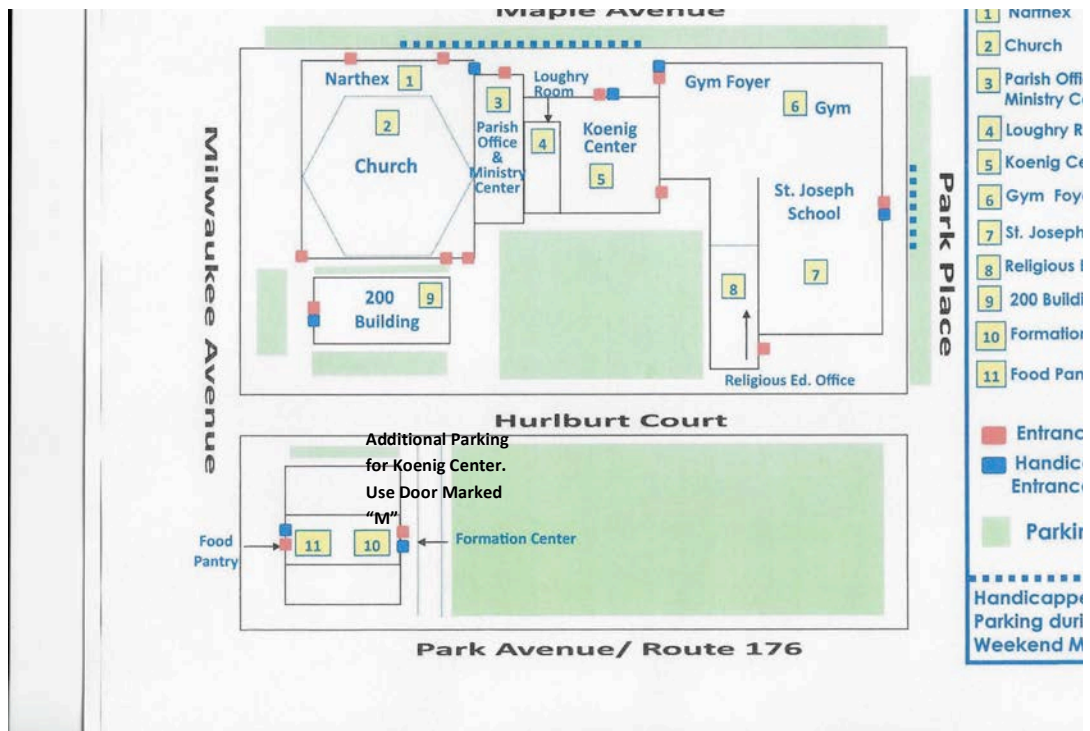 Maple Avenue
Narthex
1
2
Church
3
Parish
Office
&
Ministry
Center
Loughry
Room
4
Koenig
Center
5
Gym Foyer
6
Gym
St. Joseph
School
7
8
Religious Ed. Office
200
Building
9
Milwaukee Avenue
Park Place
Hurlburt Court
Additional Parking
for Koenig Center.
Use Door Marked
“M”
Food
Pantry
11
10
Formation Center
Park Avenue/ Route 176
1 Narthex
2 Church
3 Parish Offi
Ministry C
4 Loughry R
5 Koenig Ce
6 Gym Foye
7 St. Joseph
8 Religious E
9 200 Buildi
10 Formation
11 Food Pan
Entranc
Handica
Entranc
Parkin
Handicappe
Parking duri
Weekend M